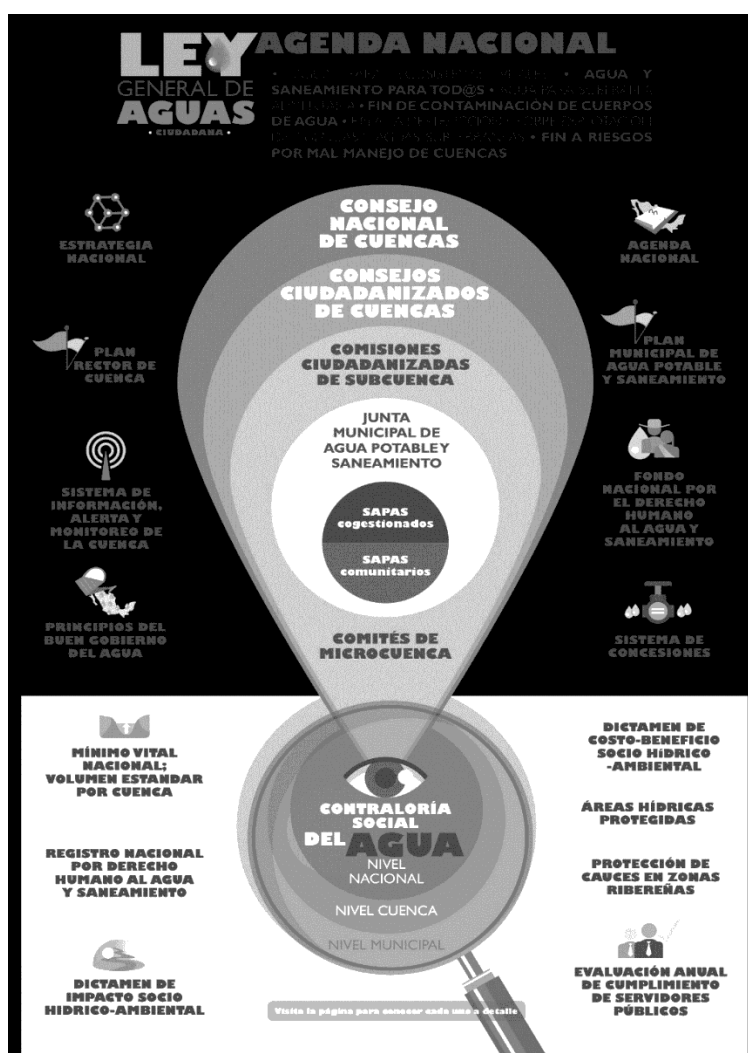 LEY
GENERAL DE
AGUAS
• CIUDADANA •
AGENDA NACIONAL
• AGUA Y
SANEAMIENTO PARA TOD@S •
• FIN DE CONTAMINACIÓN DE CUERPOS
DE AGUA •
• FIN A RIESGOS
POR MAL MANEJO DE CUENCAS
CONSEJO
NACIONAL
DE CUENCAS
CONSEJOS
CIUDADANIZADOS
DE CUENCAS
COMISIONES
CIUDADANIZADAS
DE SUBCUENCA
JUNTA
MUNICIPAL DE
AGUA POTABLE Y
SANEAMIENTO
SAPAS
cogestionados
SAPAS
comunitarios
COMITÉS DE
MICROCUENCA
ESTRATEGIA
NACIONAL
PLAN
RECTOR DE
CUENCA
SISTEMA DE
INFORMACIÓN,
ALERTA Y
MONITOREO DE
LA CUENCA
PRINCIPIOS DEL
BUEN GOBIERNO
DEL AGUA
AGENDA
NACIONAL
PLAN
MUNICIPAL DE
AGUA POTABLE
Y SANEAMIENTO
FONDO
NACIONAL POR
EL DERECHO
HUMANO
AL AGUA Y
SANEAMIENTO
SISTEMA DE
CONCESIONES
MÍNIMO VITAL
NACIONAL;
VOLUMEN ESTANDAR
POR CUENCA
REGISTRO NACIONAL
POR DERECHO
HUMANO AL AGUA
Y SANEAMIENTO
DICTAMEN DE
IMPACTO SOCIO
HIDRICO-AMBIENTAL
CONTRALORÍA
SOCIAL
DEL AGUA
NIVEL
NACIONAL
NIVEL CUENCA
NIVEL MUNICIPAL
Visita la página para conocer cada uno a detalle
DICTAMEN DE
COSTO-BENEFICIO
SOCIO HíDRICO
-AMBIENTAL
ÁREAS HÍDRICAS
PROTEGIDAS
PROTECCIÓN DE
CAUCES EN ZONAS
RIBEREÑAS
EVALUACIÓN ANUAL
DE CUMPLIMIENTO
DE SERVIDORES
PÚBLICOS